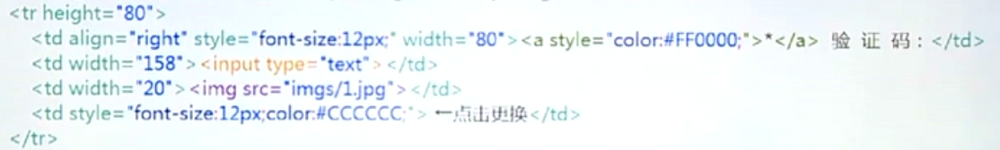 <tr height="80">
<td align="right" style="font-size:12px;" width="80"><a style="color:#FF0000;">*</a> 验 证 码 : </td>
<td width="158"><input type="text"> </td>
<td width="20"><img src="imgs/1.jpg"> </td>
<td style="font-size:12px;color:#CCCCCC;"> ←点击更换</td>
</tr>